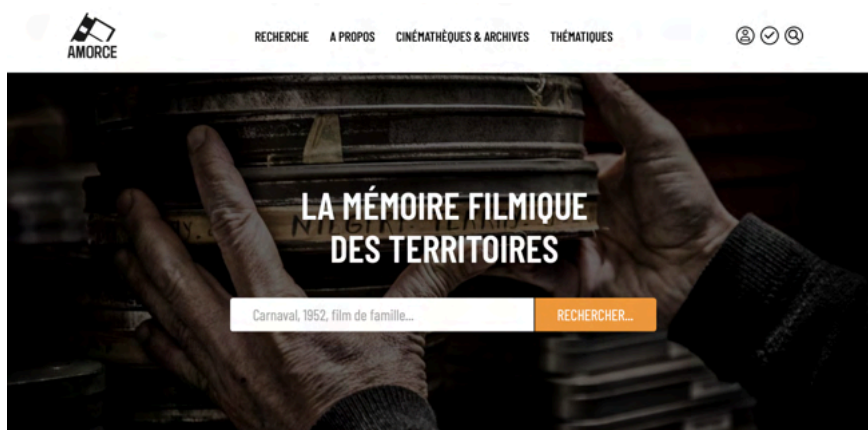 AMORCE
RECHERCHE A PROPOS CINÉMATHÈQUES & ARCHIVES THÉMATIQUES
LA MÉMOIRE FILMIQUE
DES TERRITOIRES
Carnaval, 1952, film de famille...
RECHERCHER...